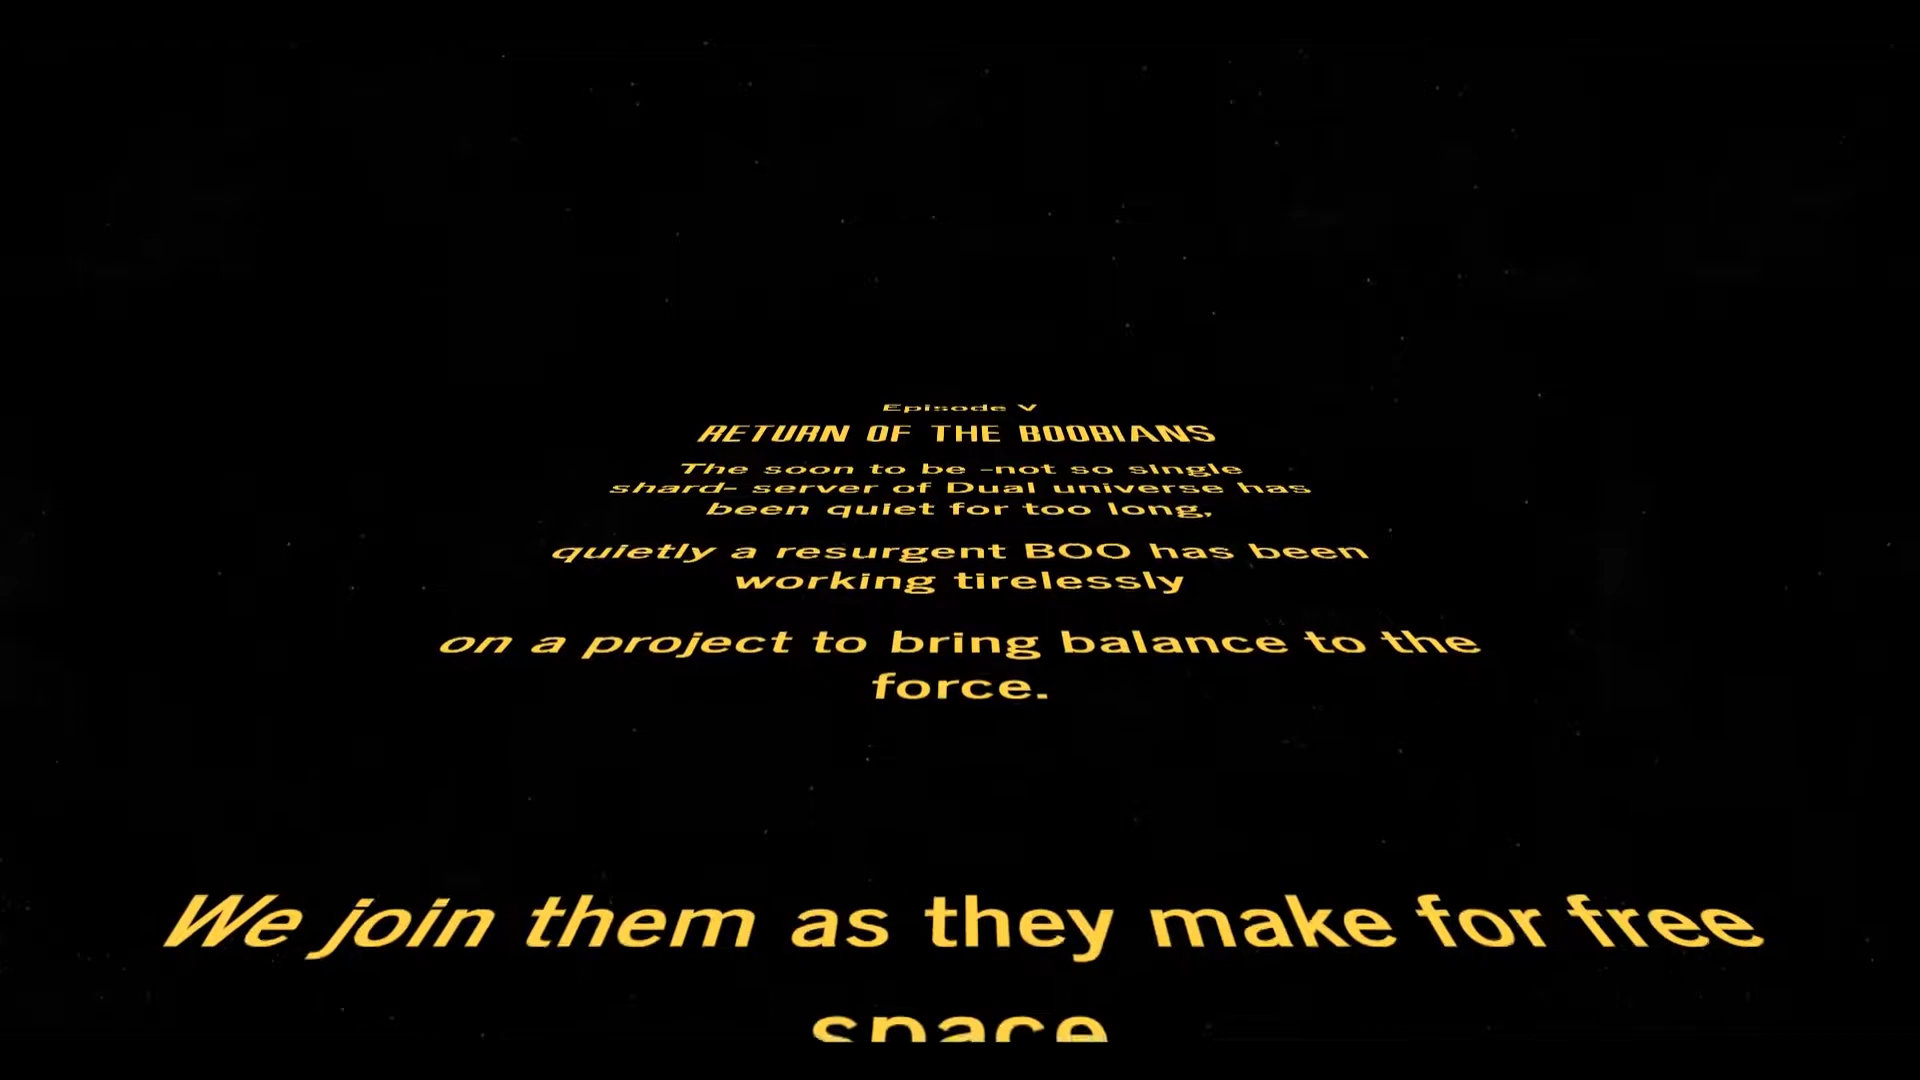 Episode V
RETURN OF THE BOOBIANS
The soon to be -not so single
shard- server of Dual universe has
been quiet for too long,
quietly a resurgent BOO has been
working tirelessly
on a project to bring balance to the
force.
We join them as they make for free
space